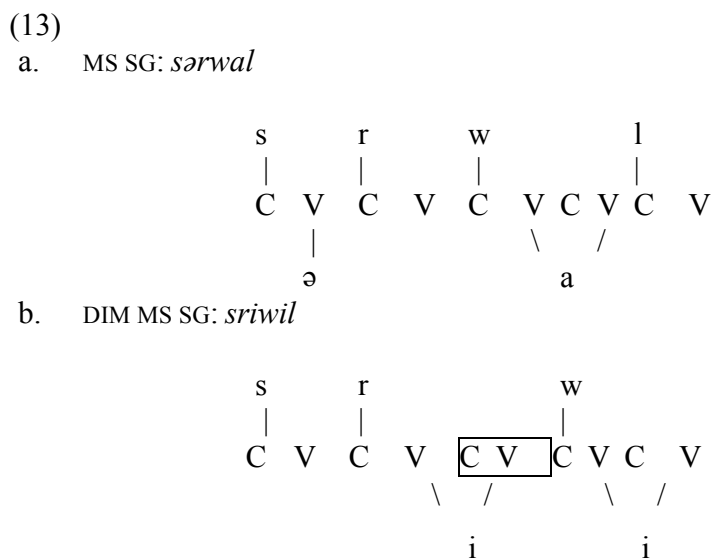 (13)
a. MS SG: sərwal
s r w l
| | | |
C V C V C V C V C V
| \ /
ə a
b. DIM MS SG: sriwil
s r w
| | |
C V C V C V C V C V
\ / \ /
i i